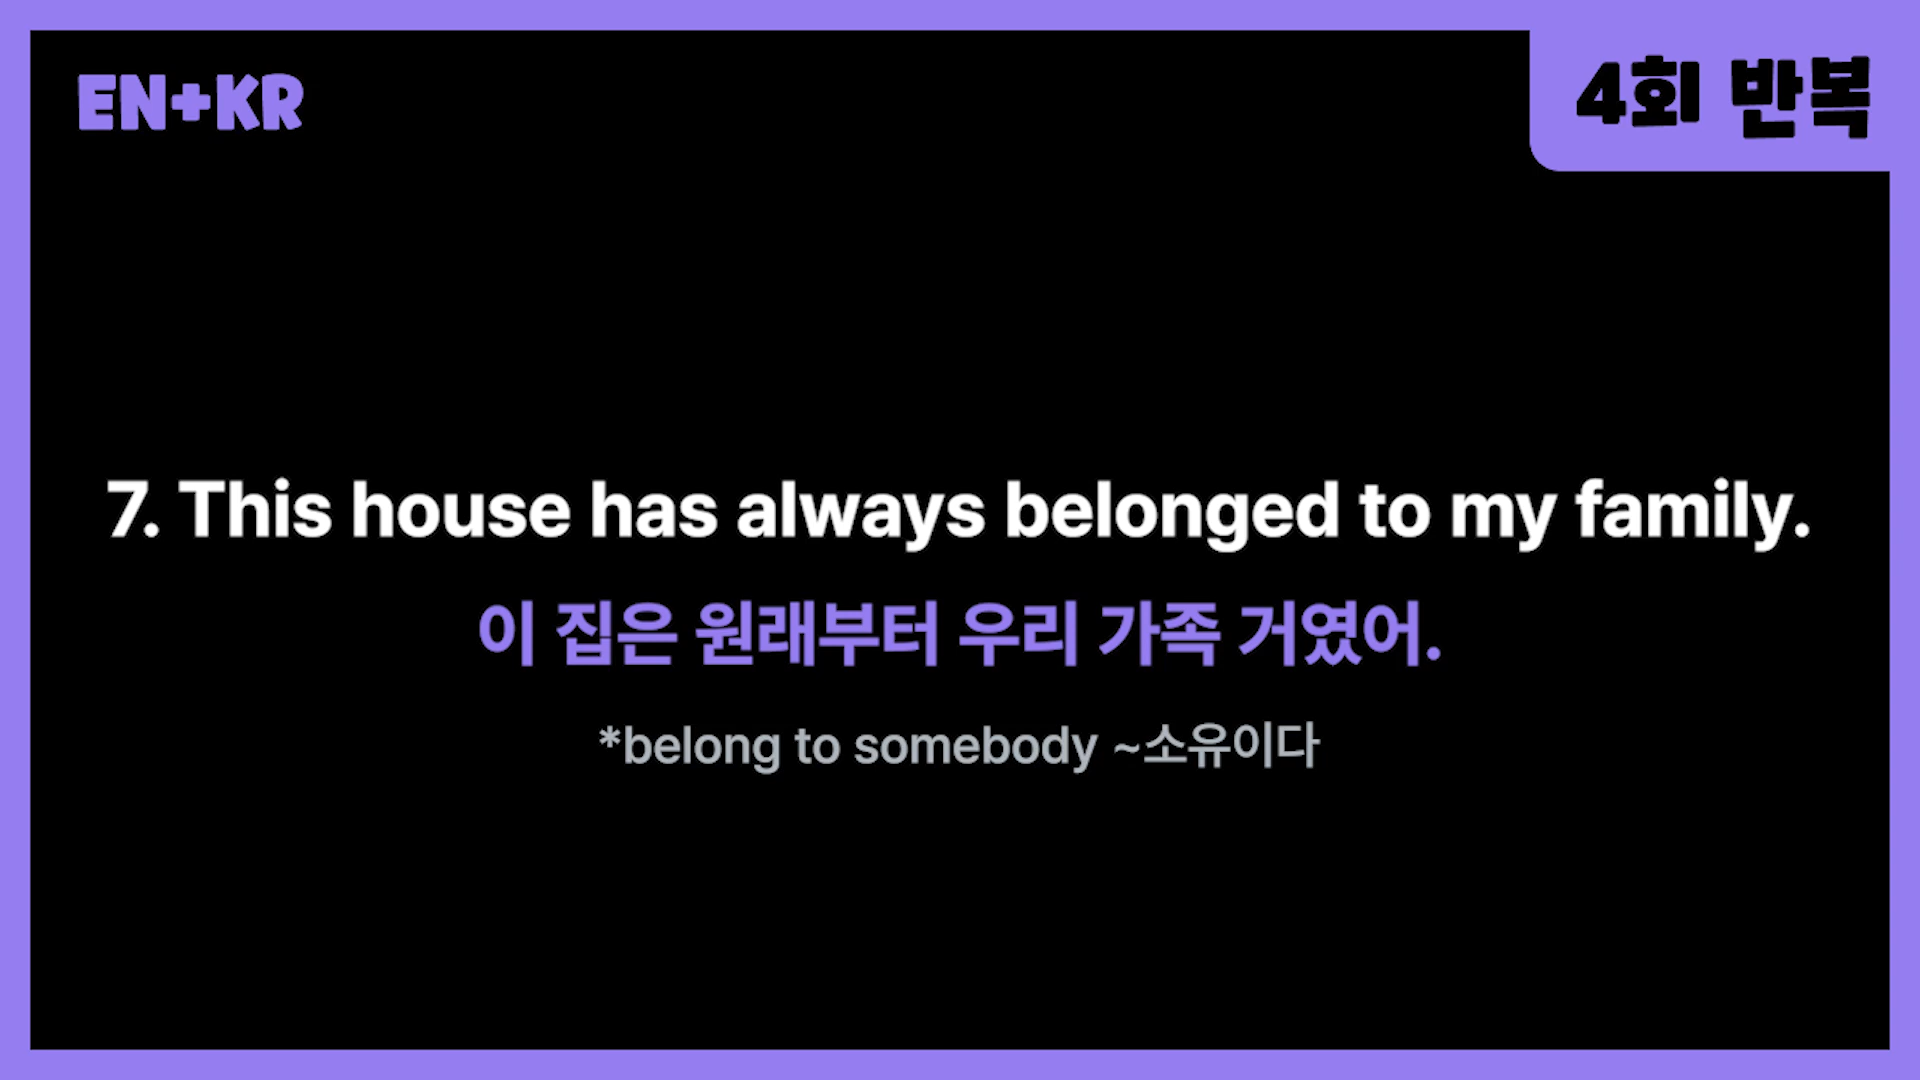 EN+KR
4회 반복
7. This house has always belonged to my family.
이 집은 원래부터 우리 가족 거였어.
*belong to somebody ~소유이다